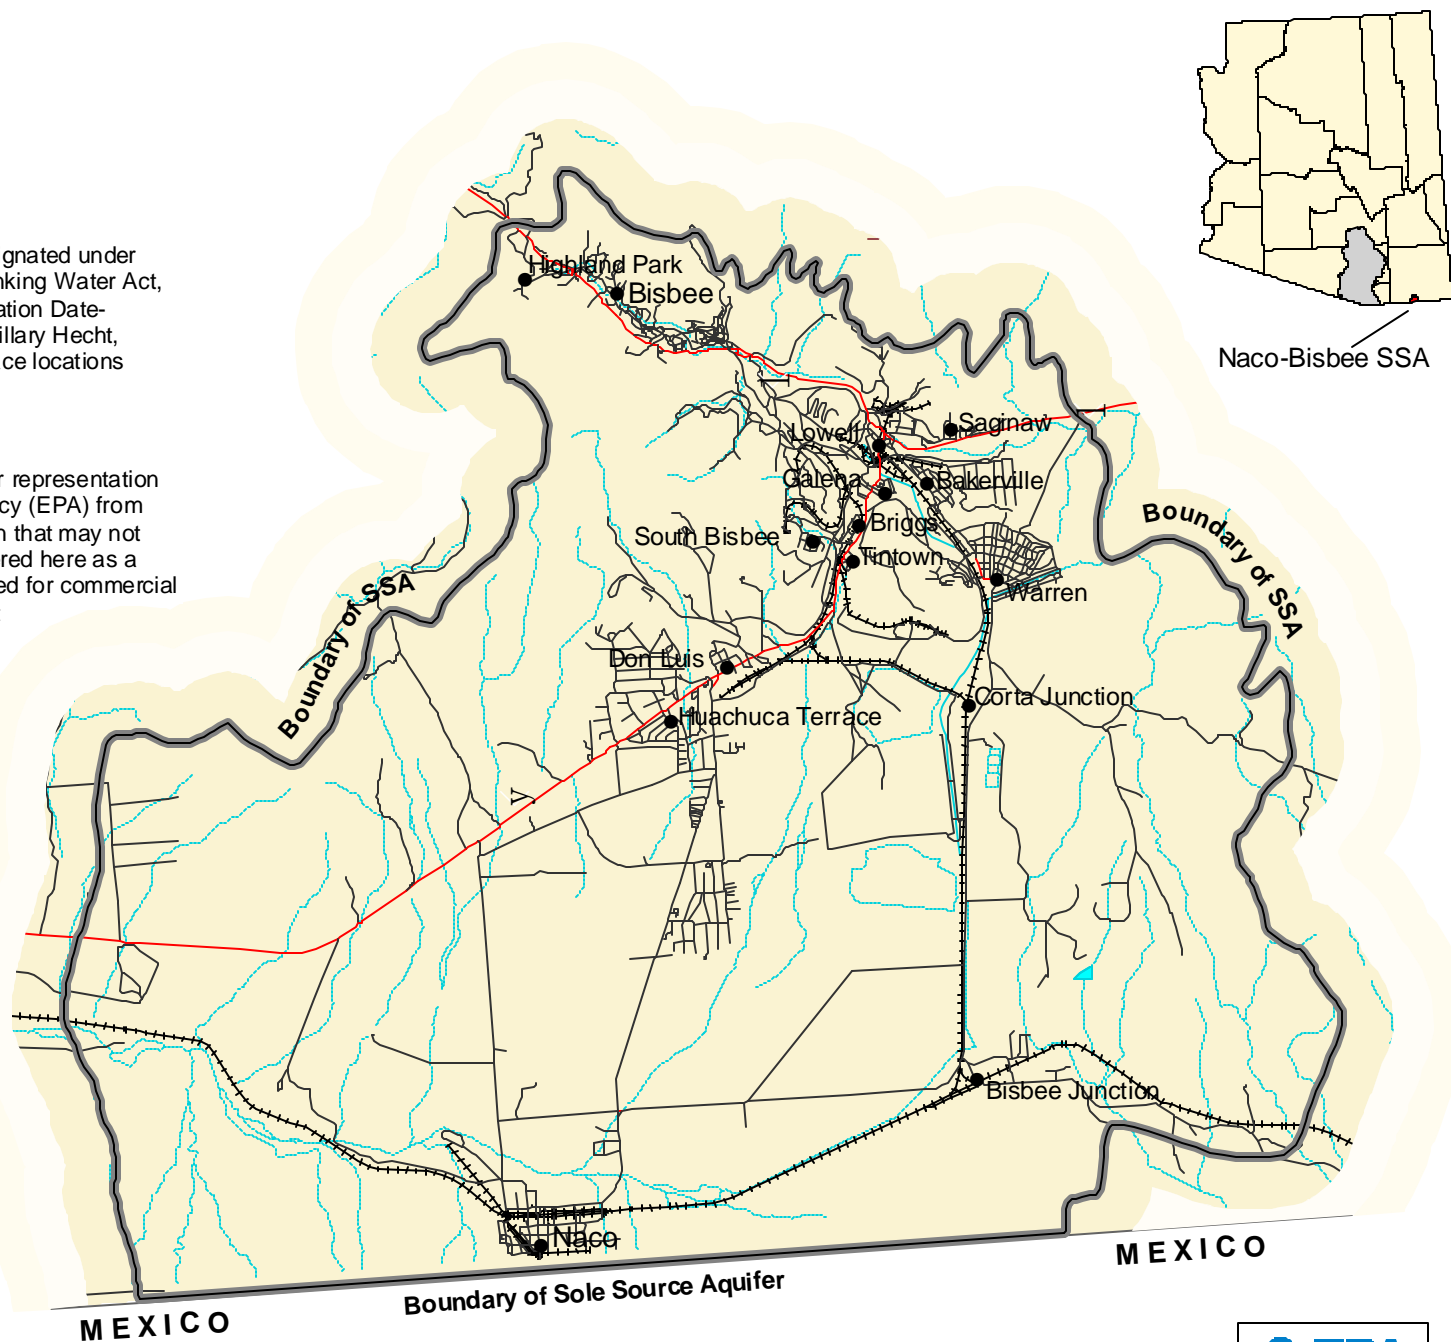 gnated under
nking Water Act,
ation Date-
illary Hecht,
ce locations
r representation
cy (EPA) from
n that may not
red here as a
ed for commercial
Naco-Bisbee SSA
Highland Park
Bisbee
Saginaw
Lowell
Galena
Bakerville
Briggs
South Bisbee
Tintown
Warren
Boundary of SSA
Boundary of SSA
Don Luis
Corta Junction
Huachuca Terrace
y
Bisbee Junction
Naco
MEXICO
Boundary of Sole Source Aquifer
MEXICO